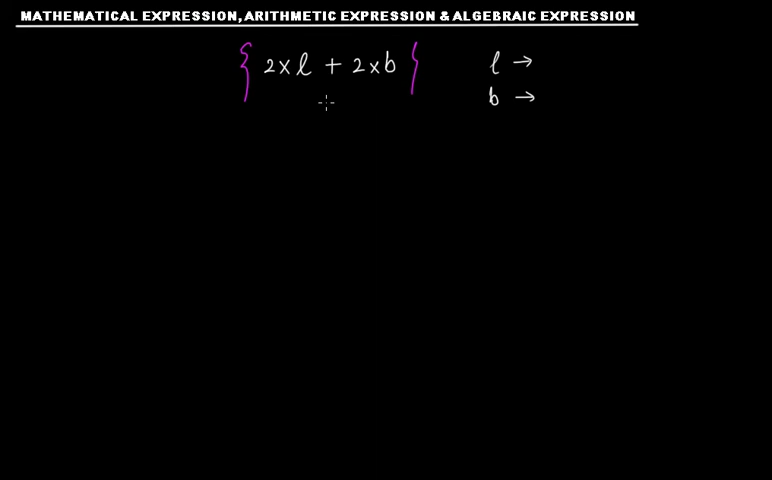 MATHEMATICAL EXPRESSION, ARITHMETIC EXPRESSION & ALGEBRAIC EXPRESSION
{ 2 × l + 2 × b } l →
b →